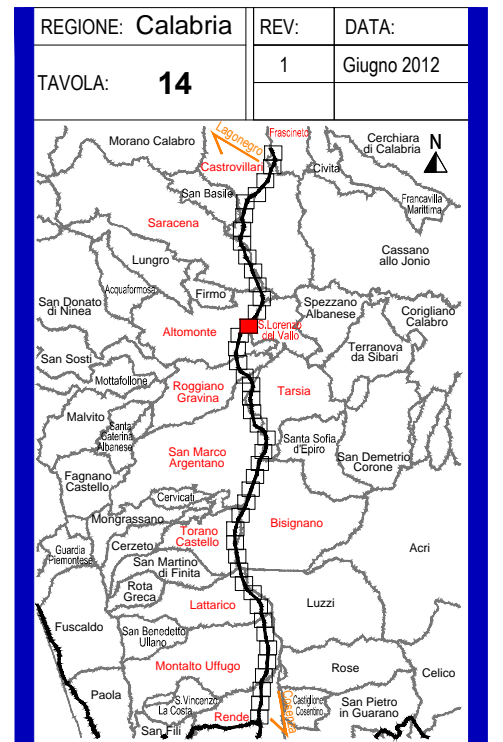 REGIONE: Calabria
REV:
DATA:
TAVOLA: 14
1
Giugno 2012
Lagonegro
Frascineto
Morano Calabro
Cerchiara
di Calabria
N
Castrovillari
Civita
San Basile
Francavilla
Marittima
Saracena
Cassano
allo Jonio
Lungro
Acquaformosa
Firmo
San Donato
di Ninea
Spezzano
Albanese
Corigliano
Calabro
Altomonte
S.Lorenzo
del Vallo
Terranova
da Sibari
San Sosti
Mottafollone
Roggiano
Gravina
Tarsia
Malvito
Santa
Caterina
Albanese
Santa Sofia
d'Epiro
San Marco
Argentano
San Demetrio
Corone
Fagnano
Castello
Cervicati
Mongrassano
Bisignano
Torano
Castello
Cerzeto
Guardia
Piemontese
Acri
San Martino
di Finita
Rota
Greca
Lattarico
Luzzi
Fuscaldo
San Benedetto
Ullano
Montalto Uffugo
Rose
Celico
Paola
S.Vincenzo
La Costa
Cosenza
Castiglione
Cosentino
San Pietro
in Guarano
Rende
San Fili